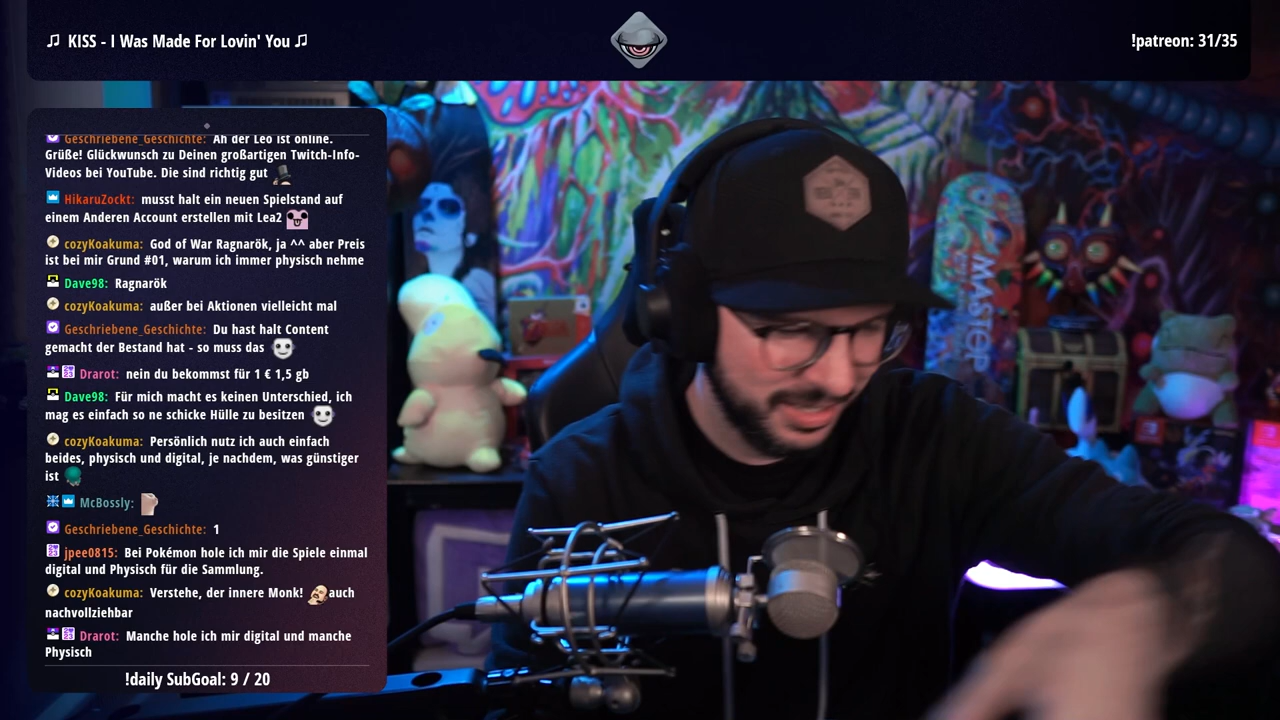 ♫ KISS - I Was Made For Lovin' You ♫
!patreon: 31/35
Geschriebene_Geschichte: Ah der Leo ist online.
Grüße! Glückwunsch zu Deinen großartigen Twitch-Info-
Videos bei YouTube. Die sind richtig gut
HikaruZockt: musst halt ein neuen Spielstand auf
einem Anderen Account erstellen mit Lea2
cozyKoakuma: God of War Ragnarök, ja ^^ aber Preis
ist bei mir Grund #01, warum ich immer physisch nehme
Dave98: Ragnarök
cozyKoakuma: außer bei Aktionen vielleicht mal
Geschriebene_Geschichte: Du hast halt Content
gemacht der Bestand hat - so muss das
Drarot: nein du bekommst für 1 € 1,5 gb
Dave98: Für mich macht es keinen Unterschied, ich
mag es einfach so ne schicke Hülle zu besitzen
cozyKoakuma: Persönlich nutz ich auch einfach
beides, physisch und digital, je nachdem, was günstiger
ist
McBossly:
Geschriebene_Geschichte: 1
jpee0815: Bei Pokémon hole ich mir die Spiele einmal
digital und Physisch für die Sammlung.
cozyKoakuma: Verstehe, der innere Monk! auch
nachvollziehbar
Drarot: Manche hole ich mir digital und manche
Physisch
!daily SubGoal: 9 / 20
MASTOP